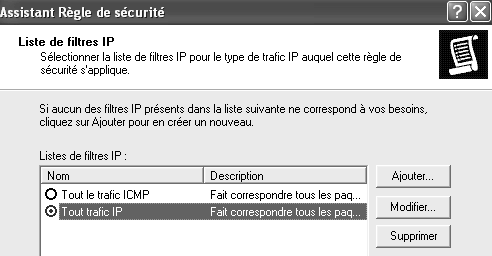 Assistant Règle de sécurité
Liste de filtres IP
Sélectionner la liste de filtres IP pour le type de trafic IP auquel cette règle de
sécurité s'applique.
Si aucun des filtres IP présents dans la liste suivante ne correspond à vos besoins,
cliquez sur Ajouter pour en créer un nouveau.
Listes de filtres IP :
Nom Description
Tout le trafic ICMP Fait correspondre tous les paq...
Tout trafic IP Fait correspondre tous les paq...
Ajouter...
Modifier...
Supprimer